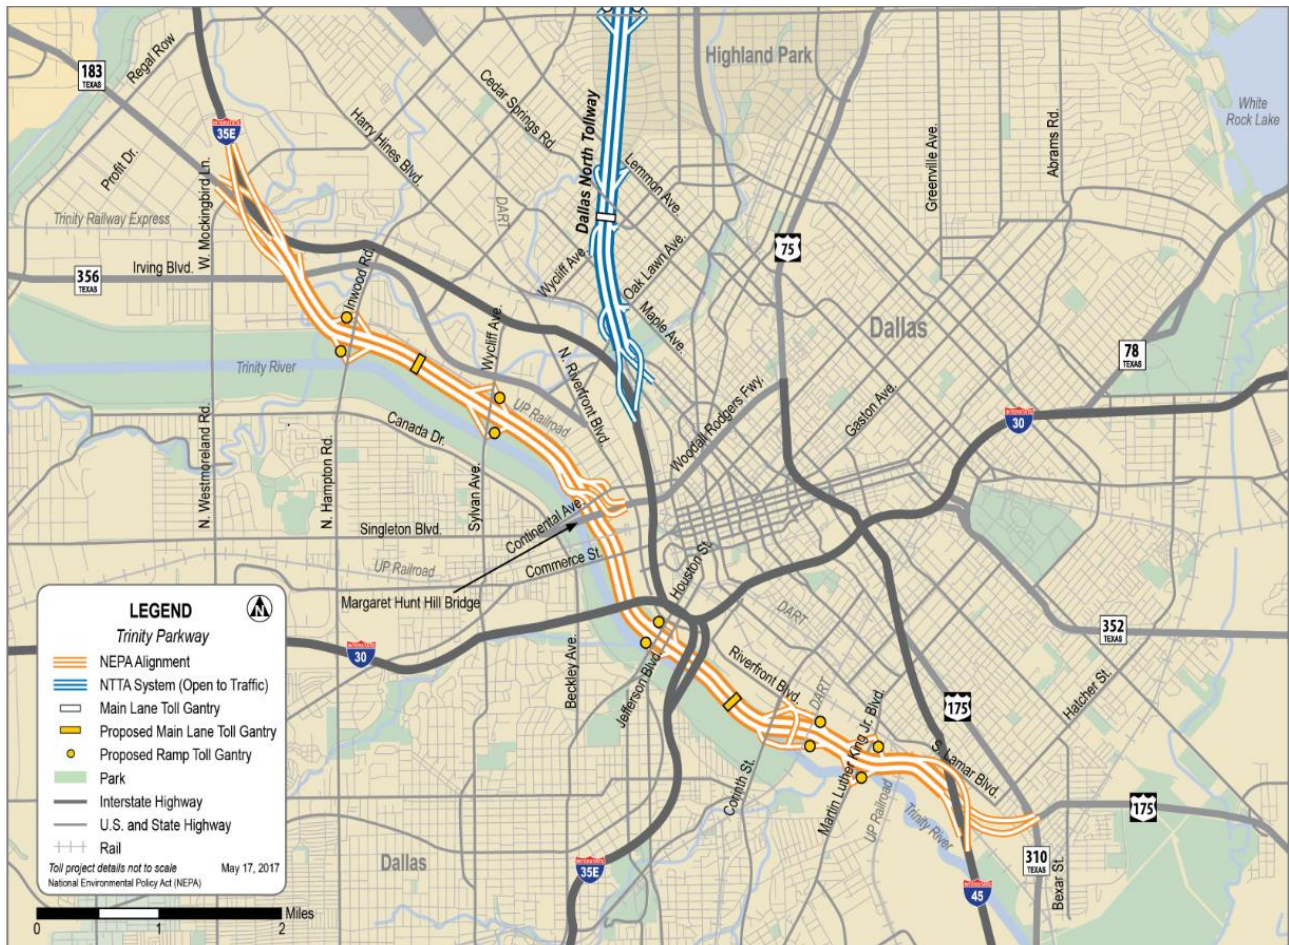 Regal Row
183
TEXAS
INTERSTATE
35E
Profit Dr.
Harry Hines Blvd.
Cedar Springs Rd.
Highland Park
White
Rock Lake
Dallas North Tollway
Lemmon Ave.
Greenville Ave.
Abrams Rd.
W. Mockingbird Ln.
Trinity Railway Express
DART
75
Irving Blvd.
356
TEXAS
Inwood Rd.
Wycliff Ave.
Oak Lawn Ave.
Maple Ave.
Dallas
78
TEXAS
Wycliff Ave.
Trinity River
N. Riverfront Blvd.
UP Railroad
Woodall Rodgers Fwy.
Gaston Ave.
INTERSTATE
30
Canada Dr.
N. Westmoreland Rd.
N. Hampton Rd.
Sylvan Ave.
Continental Ave.
Singleton Blvd.
Commerce St.
UP Railroad
Margaret Hunt Hill Bridge
Houston St.
DART
352
TEXAS
INTERSTATE
30
Beckley Ave.
Jefferson Blvd.
Riverfront Blvd.
DART
Martin Luther King Jr. Blvd.
175
Hatcher St.
S. Lamar Blvd.
Corinth St.
UP Railroad
Trinity River
175
310
TEXAS
Bexar St.
INTERSTATE
45
INTERSTATE
35E
Dallas
LEGEND
N
Trinity Parkway
NEPA Alignment
NTTA System (Open to Traffic)
Main Lane Toll Gantry
Proposed Main Lane Toll Gantry
Proposed Ramp Toll Gantry
Park
Interstate Highway
U.S. and State Highway
Rail
Toll project details not to scale May 17, 2017
National Environmental Policy Act (NEPA)
Miles
0 1 2